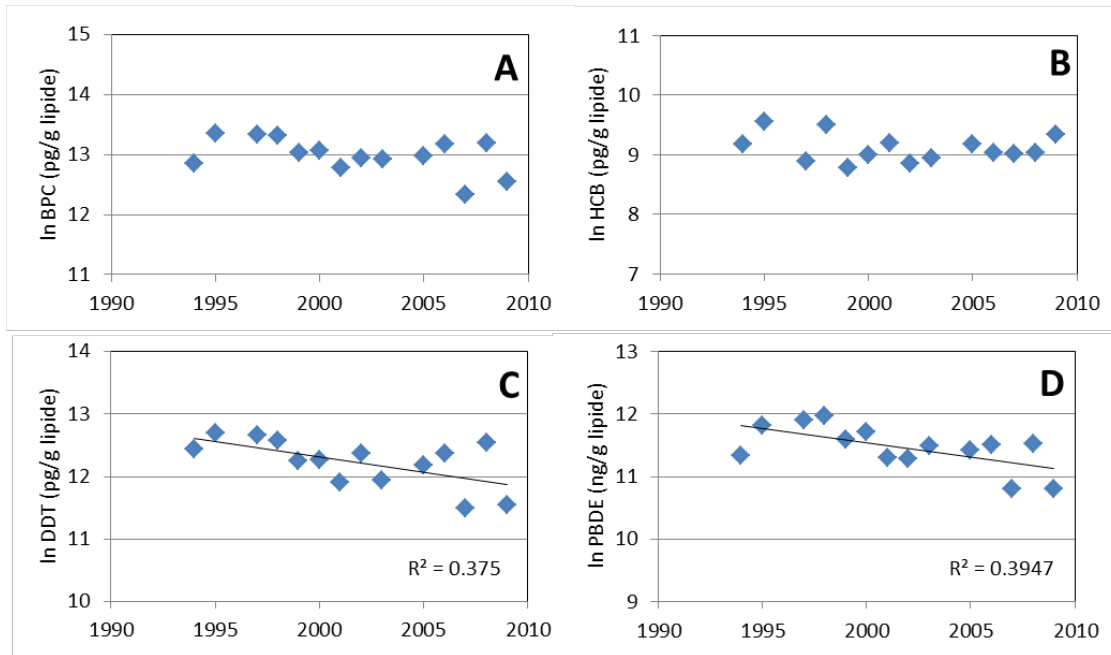 A
ln BPC (pg/g lipide)
15
14
13
12
11
1990 1995 2000 2005 2010
B
ln HCB (pg/g lipide)
11
10
9
8
7
1990 1995 2000 2005 2010
C
ln DDT (pg/g lipide)
14
13
12
11
10
R² = 0.375
1990 1995 2000 2005 2010
D
ln PBDE (ng/g lipide)
13
12
11
10
9
R² = 0.3947
1990 1995 2000 2005 2010